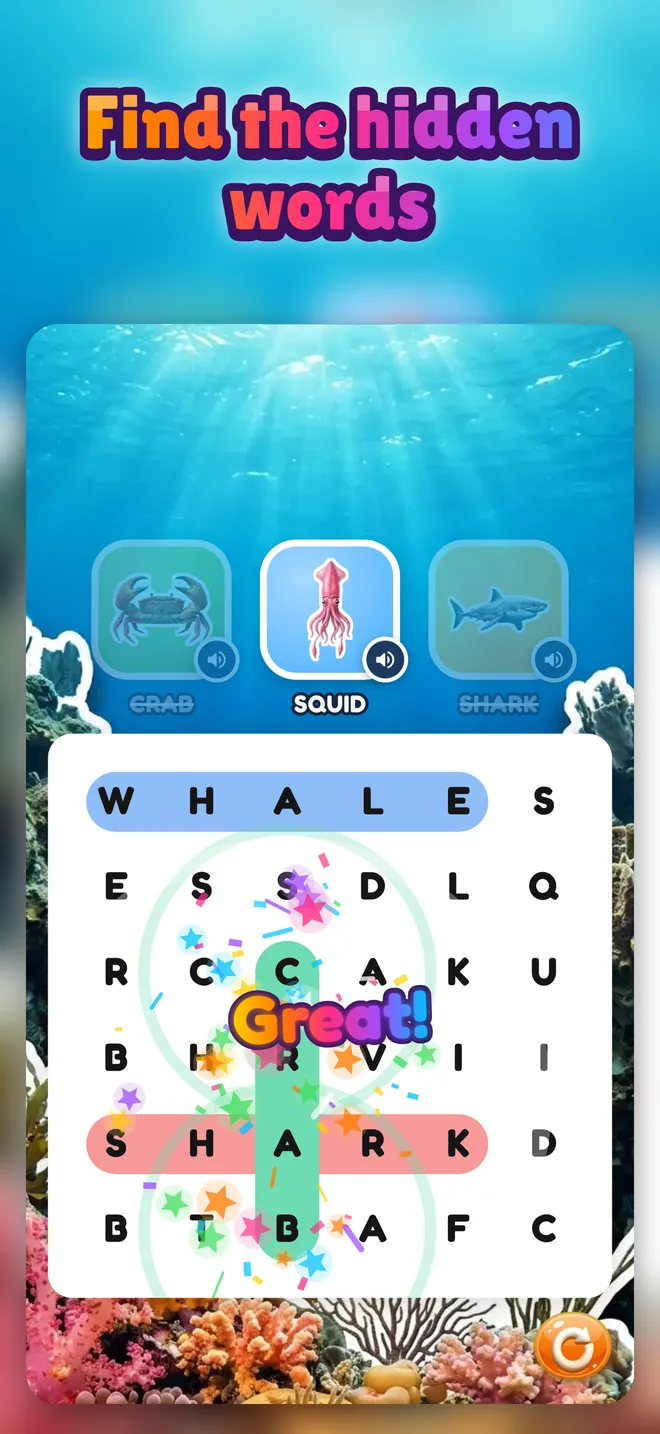 Find the hidden
words
CRAB SQUID SHARK
W H A L E S
E S S D L Q
R C C A K U
Great!
B H R V I I
S H A R K D
B T B A F C